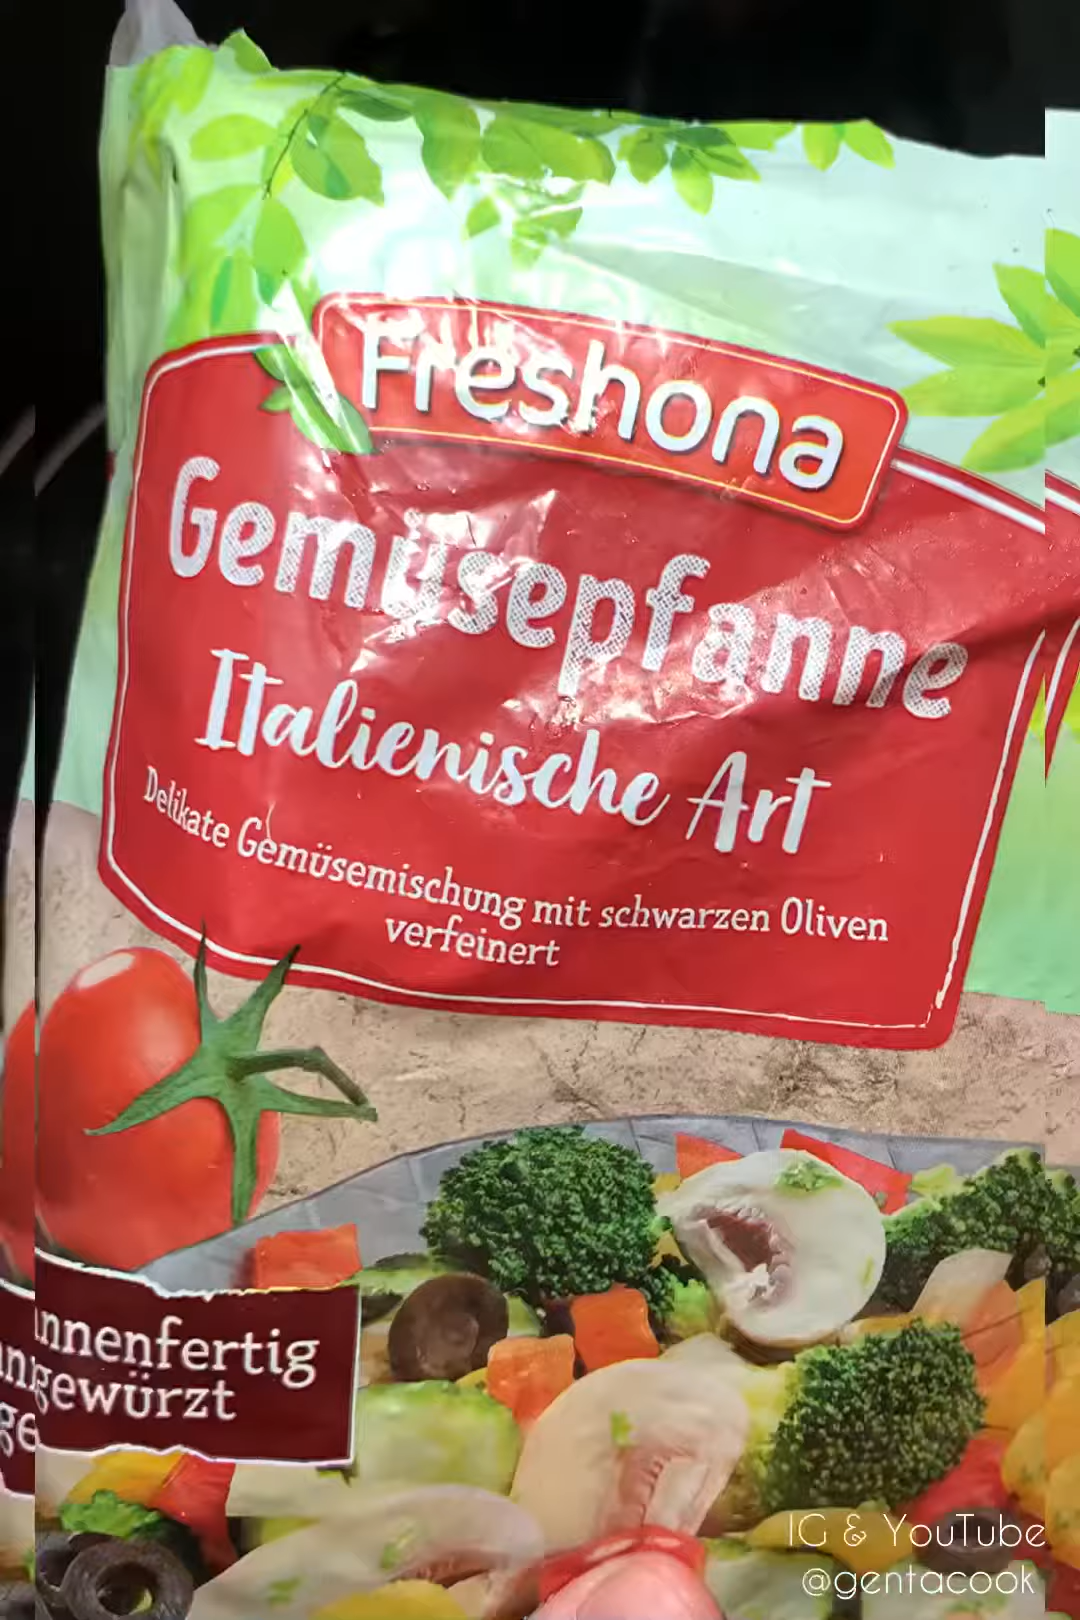 Freshona
Gemüsepfanne
Italienische Art
Delikate Gemüsemischung mit schwarzen Oliven
verfeinert
nnenfertig
gewürzt
IG & YouTube
@gentacook